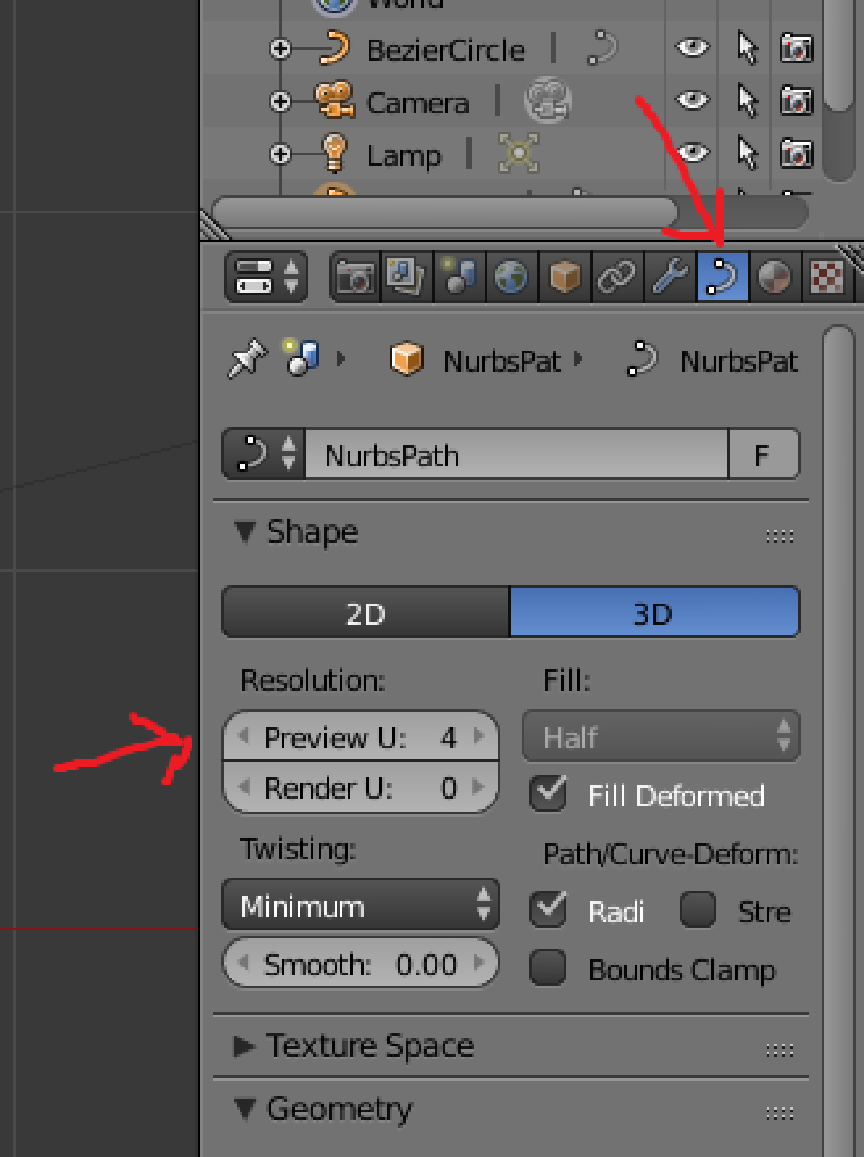 World
BezierCircle
Camera
Lamp
NurbsPat NurbsPat
NurbsPath F
Shape
2D 3D
Resolution: Fill:
Preview U: 4 Half
Render U: 0 Fill Deformed
Twisting: Path/Curve-Deform:
Minimum Radi Stre
Smooth: 0.00 Bounds Clamp
Texture Space
Geometry